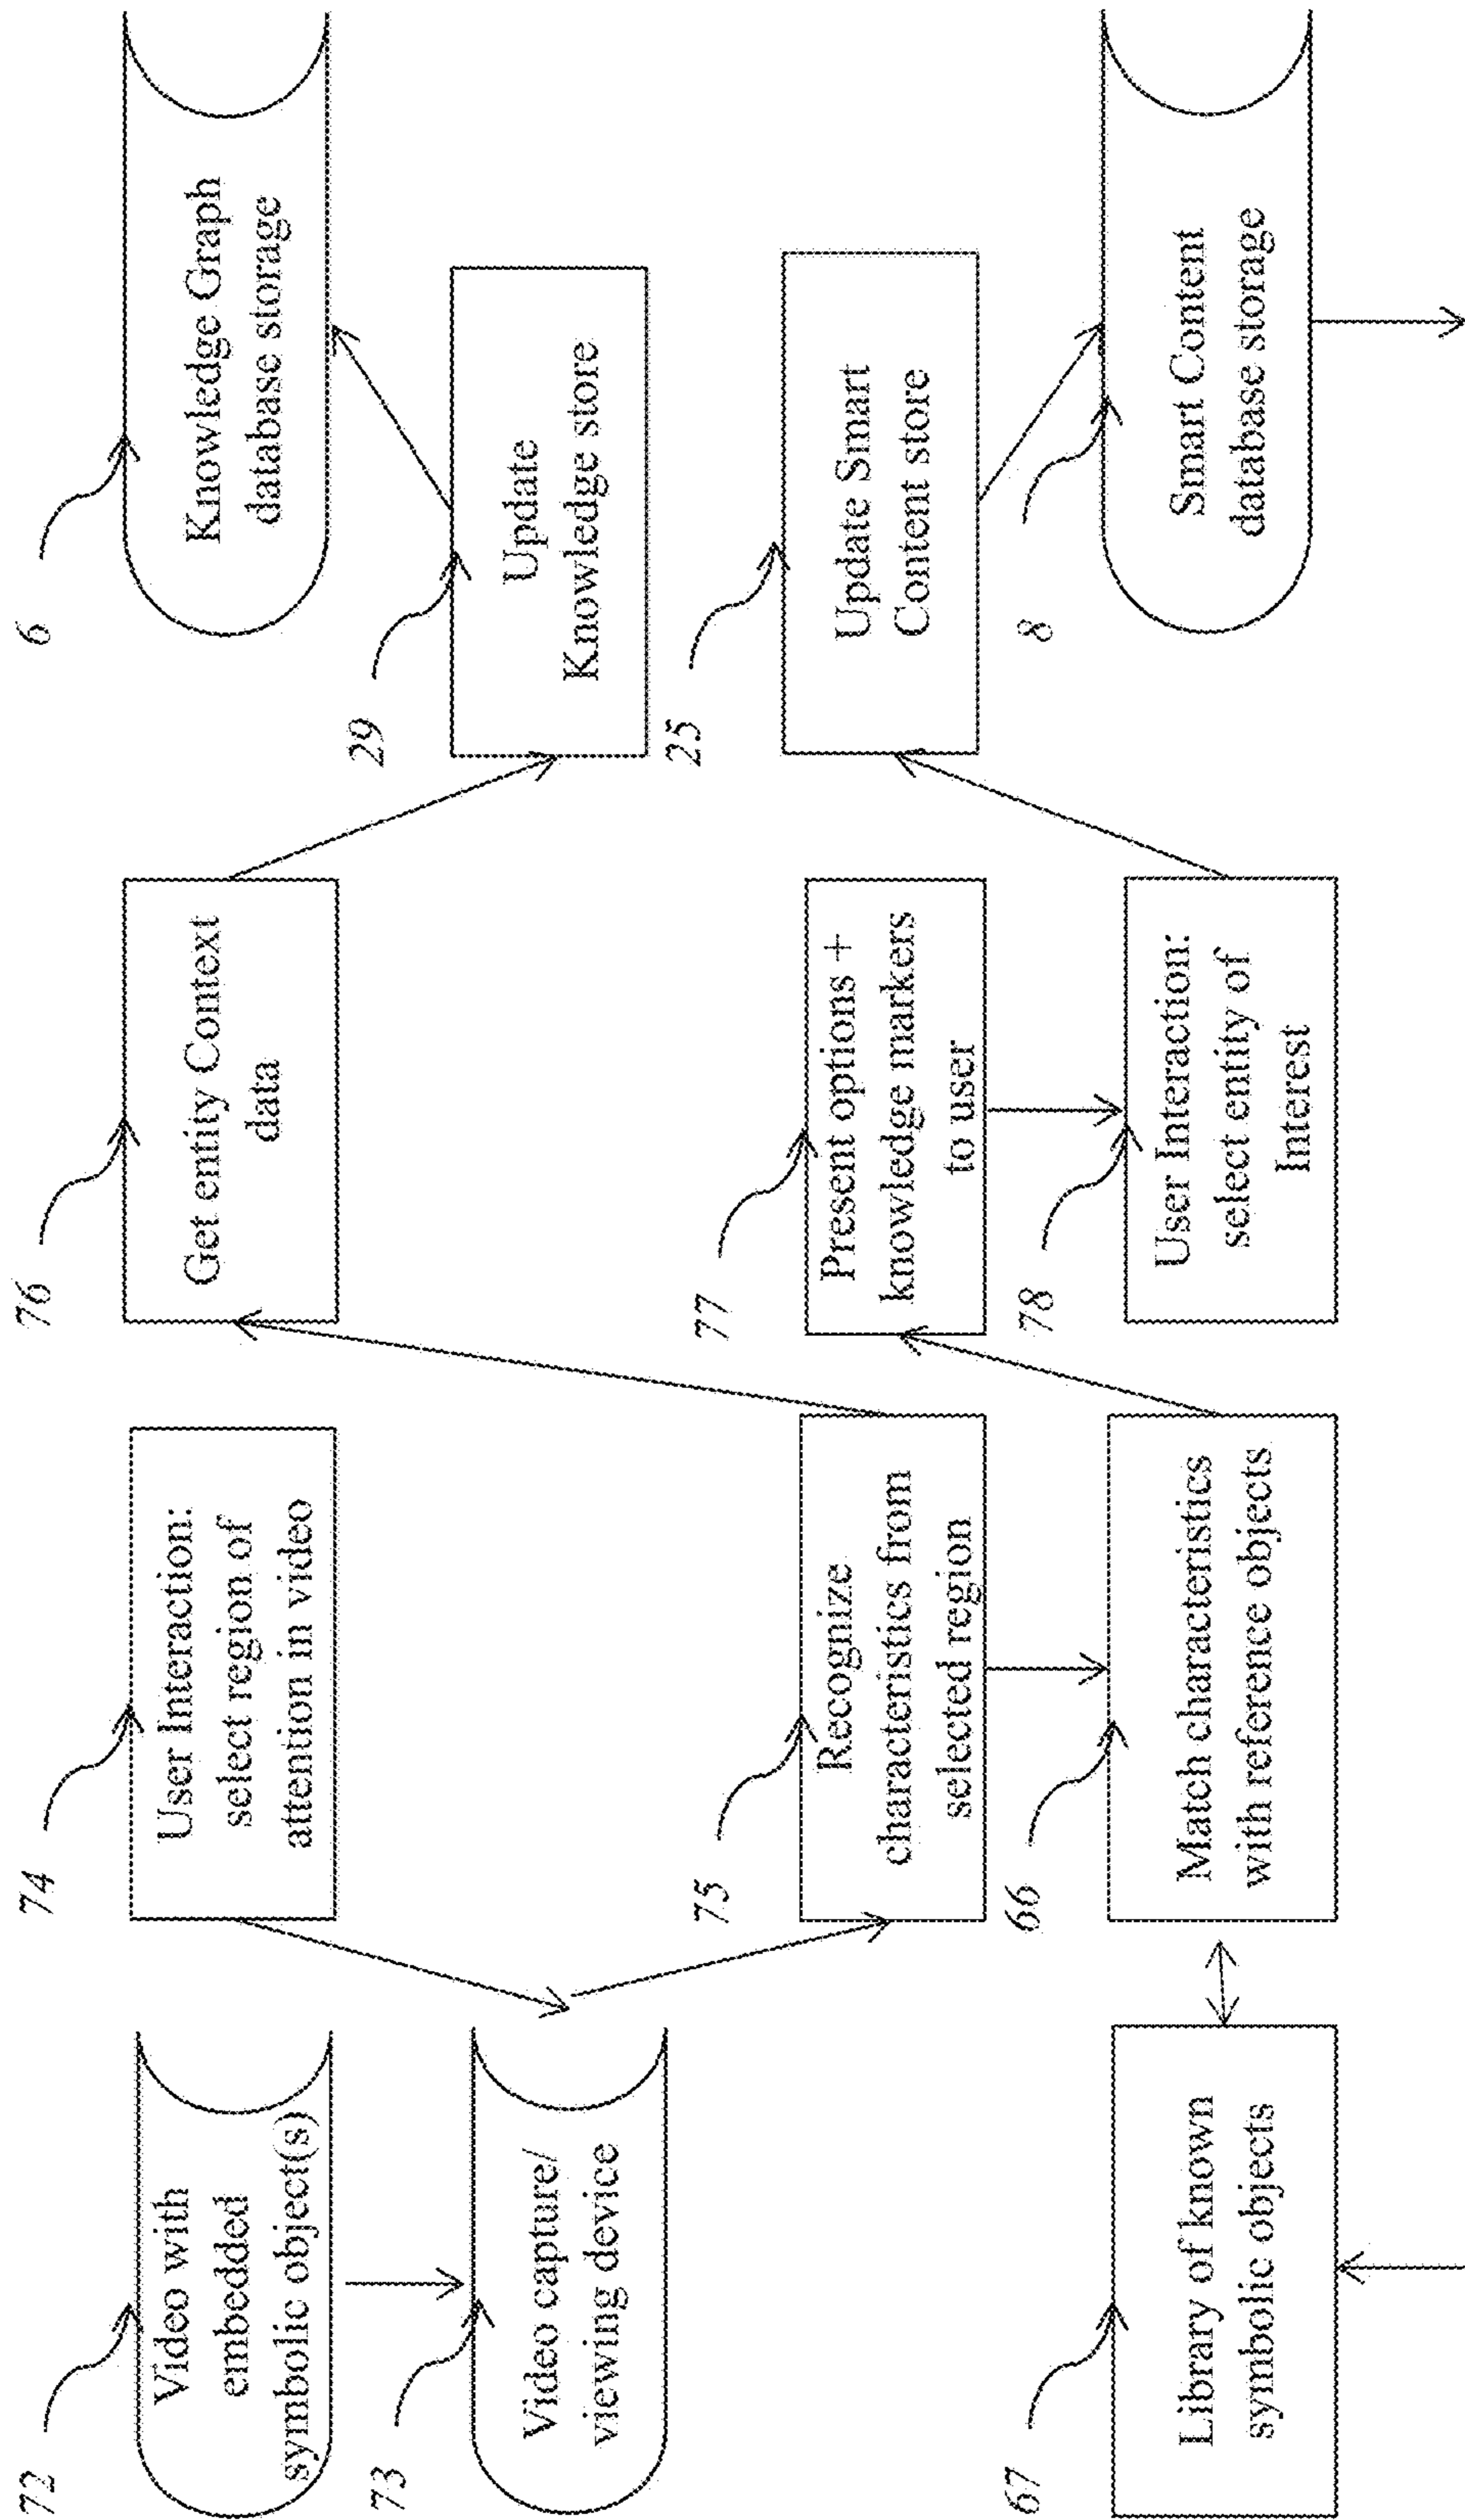 72
Video with
embedded
symbolic object(s)
73
Video capture/
viewing device
67
Library of known
symbolic objects
74
User Interaction:
select region of
attention in video
75
Recognize
characteristics from
selected region
66
Match characteristics
with reference objects
76
Get entity Context
data
77
Present options +
knowledge markers
to user
78
User Interaction:
select entity of
Interest
6
Knowledge Graph
database storage
29
Update
Knowledge store
25
Update Smart
Content store
8
Smart Content
database storage